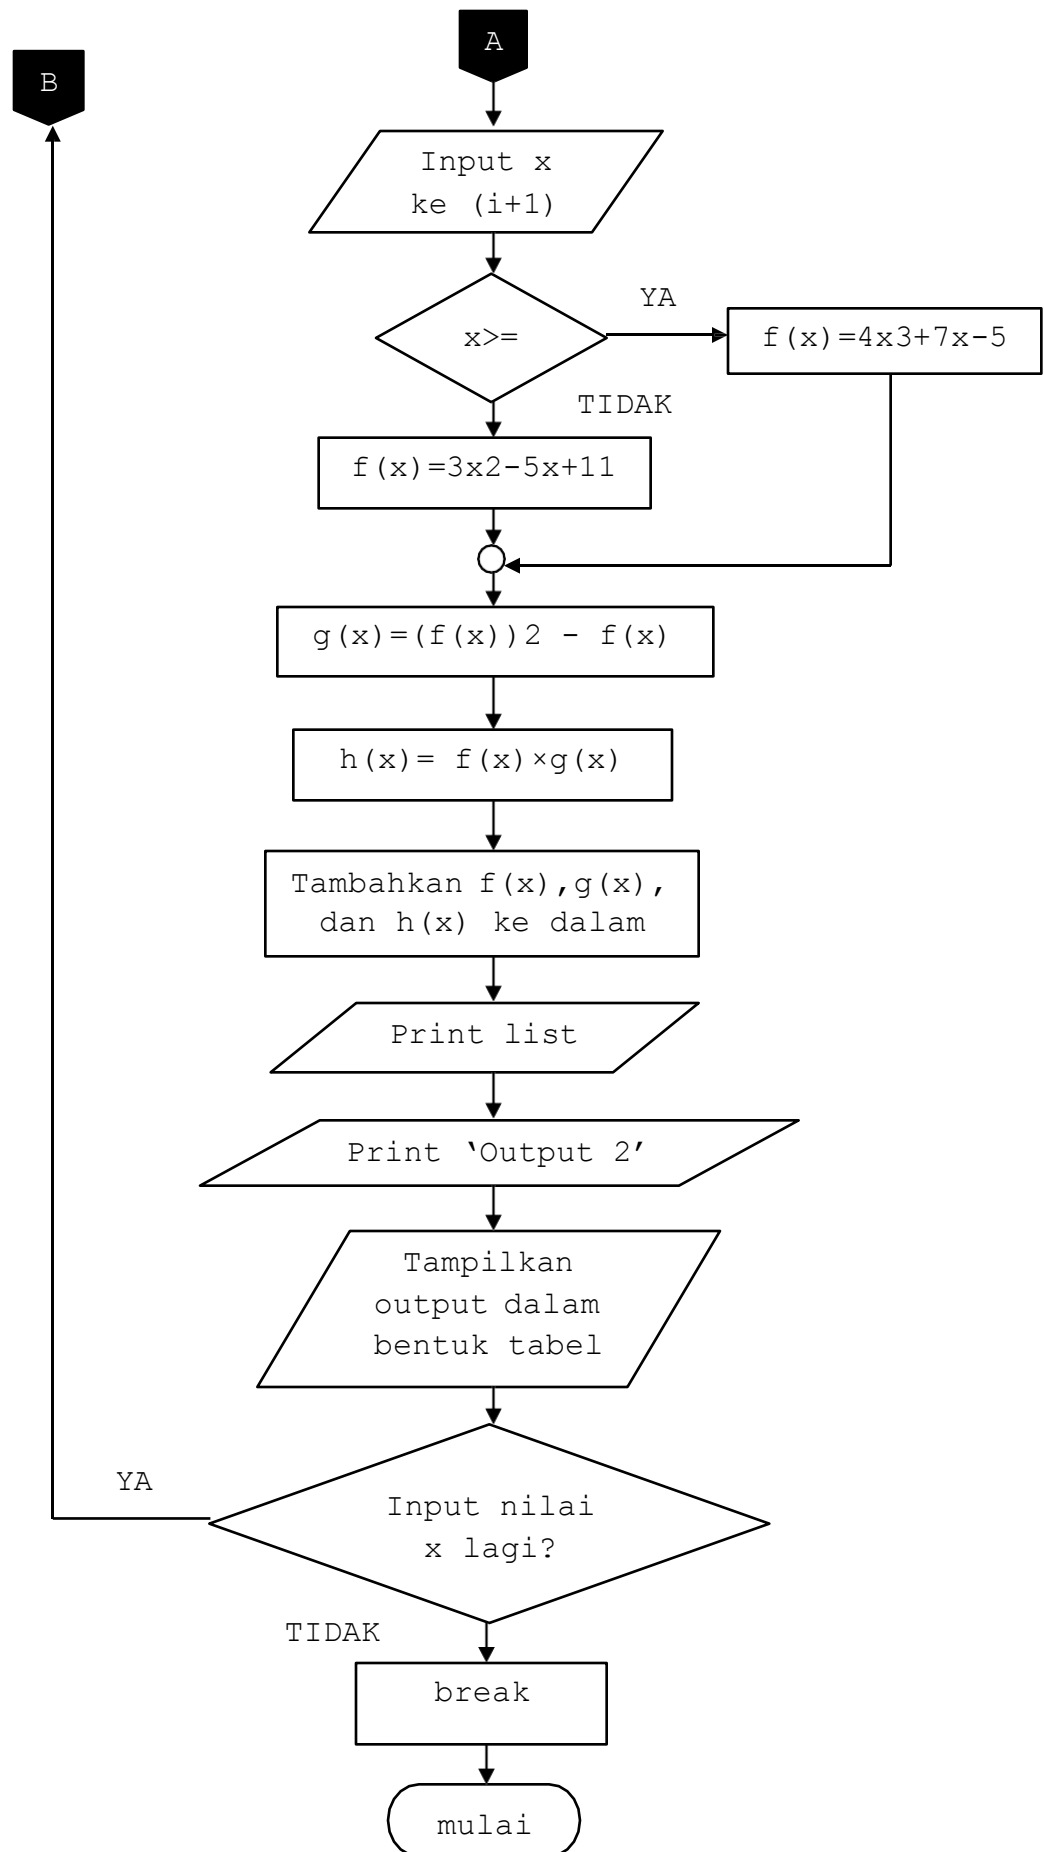 A
B
Input x
ke (i+1)
x>=
YA
f(x)=4x3+7x-5
TIDAK
f(x)=3x2-5x+11
g(x)=(f(x))2 - f(x)
h(x)= f(x)×g(x)
Tambahkan f(x),g(x),
dan h(x) ke dalam
Print list
Print ‘Output 2’
Tampilkan
output dalam
bentuk tabel
YA
Input nilai
x lagi?
TIDAK
break
mulai